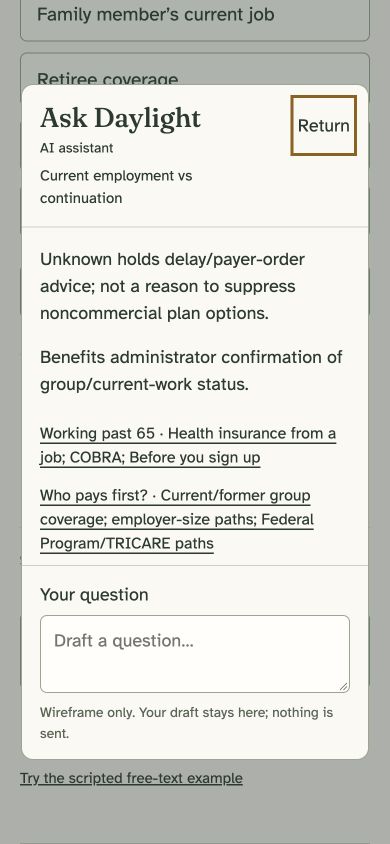 Family member’s current job
Retiree coverage
Ask Daylight
Return
AI assistant
Current employment vs
continuation
Unknown holds delay/payer-order
advice; not a reason to suppress
noncommercial plan options.
Benefits administrator confirmation of
group/current-work status.
Working past 65 · Health insurance from a
job; COBRA; Before you sign up
Who pays first? · Current/former group
coverage; employer-size paths; Federal
Program/TRICARE paths
Your question
Draft a question...
Wireframe only. Your draft stays here; nothing is
sent.
Try the scripted free-text example